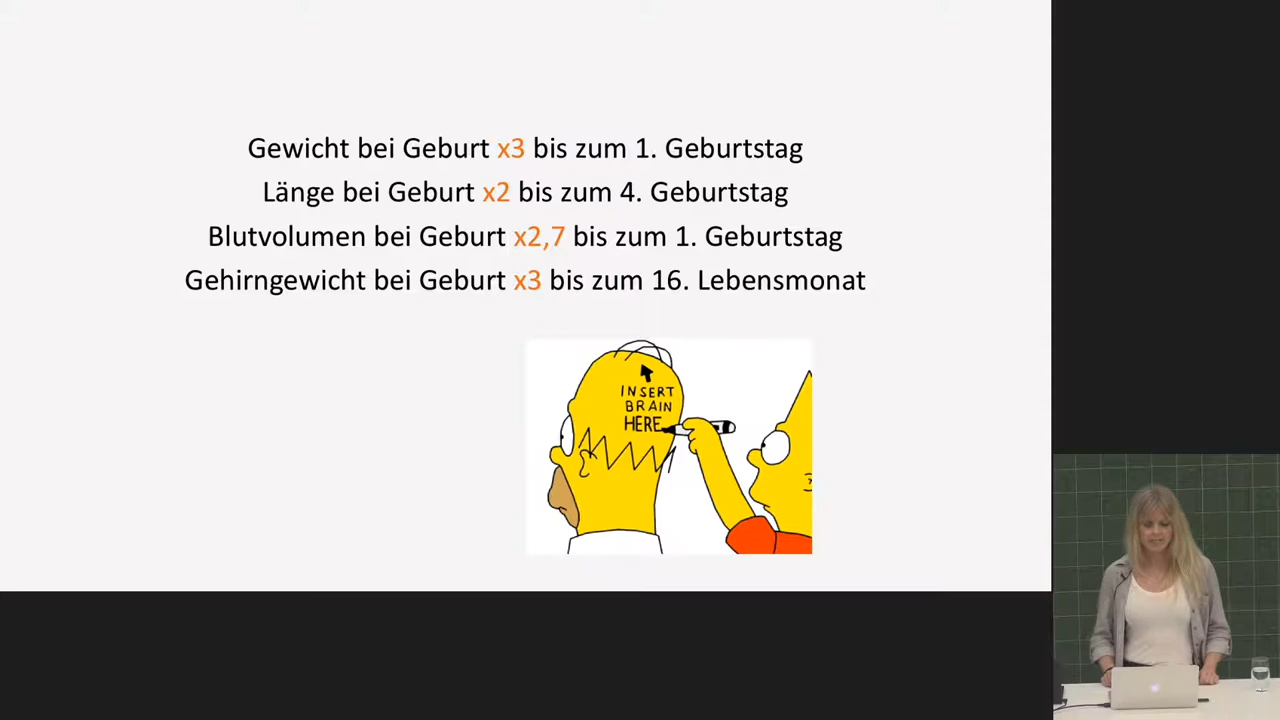 Gewicht bei Geburt x3 bis zum 1. Geburtstag
Länge bei Geburt x2 bis zum 4. Geburtstag
Blutvolumen bei Geburt x2,7 bis zum 1. Geburtstag
Gehirngewicht bei Geburt x3 bis zum 16. Lebensmonat
INSERT
BRAIN
HERE